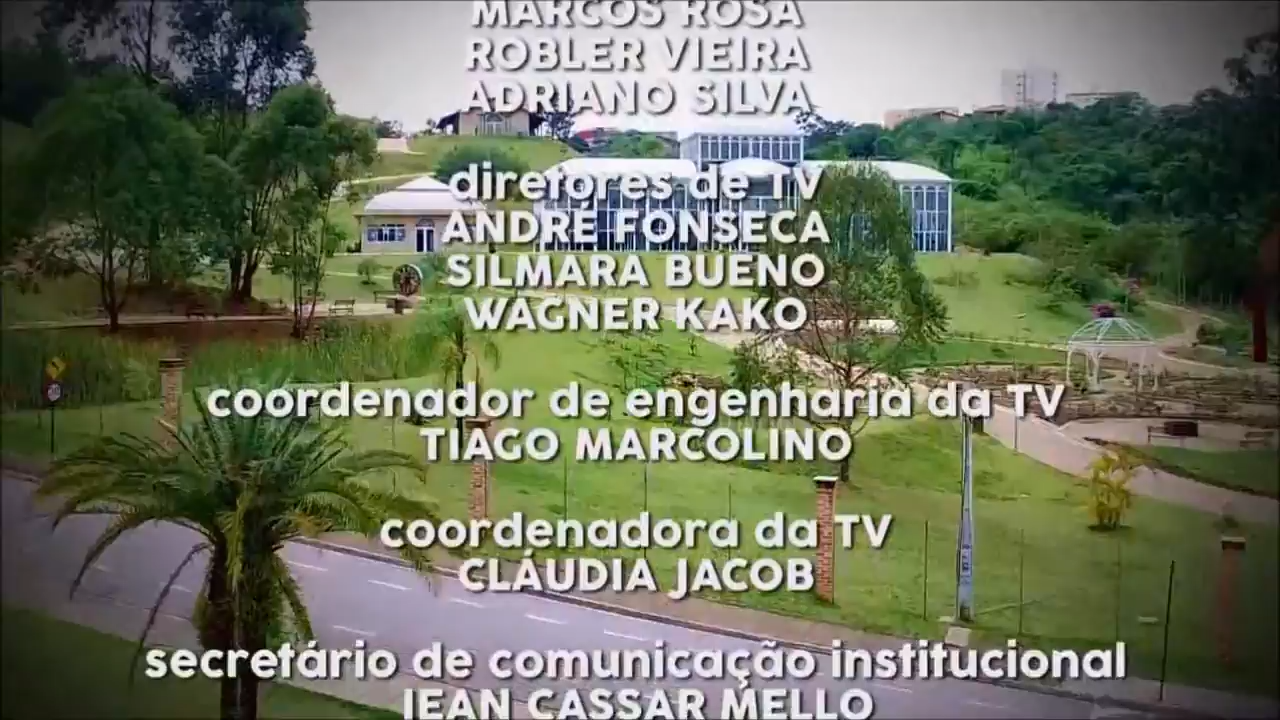 MARCOS ROSA
ROBLER VIEIRA
ADRIANO SILVA
diretores de TV
ANDRÉ FONSECA
SILMARA BUENO
WAGNER KAKO
coordenador de engenharia da TV
TIAGO MARCOLINO
coordenadora da TV
CLÁUDIA JACOB
secretário de comunicação institucional
JEAN CASSAR MELLO